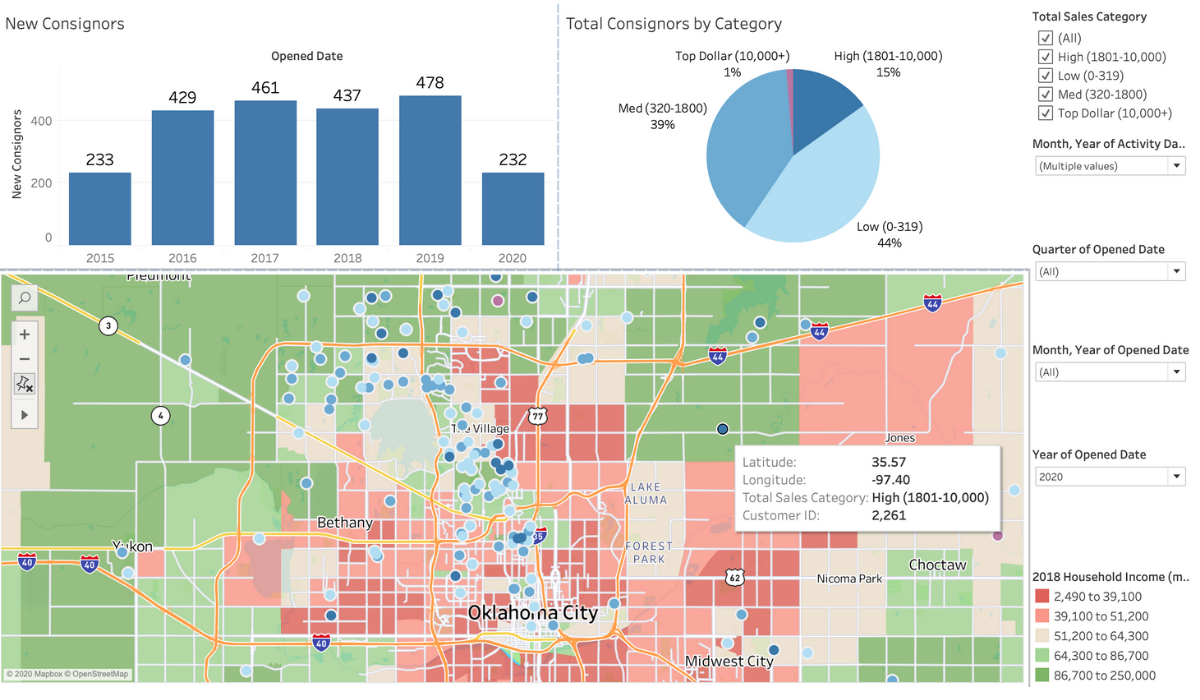 New Consignors
Opened Date
New Consignors
400
200
0
233
429
461
437
478
232
2015
2016
2017
2018
2019
2020
Total Consignors by Category
Top Dollar (10,000+)
1%
High (1801-10,000)
15%
Med (320-1800)
39%
Low (0-319)
44%
Total Sales Category
(All)
High (1801-10,000)
Low (0-319)
Med (320-1800)
Top Dollar (10,000+)
Month, Year of Activity Da..
(Multiple values)
Quarter of Opened Date
(All)
Month, Year of Opened Date
(All)
Year of Opened Date
2020
2018 Household Income (m..
2,490 to 39,100
39,100 to 51,200
51,200 to 64,300
64,300 to 86,700
86,700 to 250,000
Piedmont
3
44
44
44
4
77
The Village
Jones
Latitude: 35.57
Longitude: -97.40
Total Sales Category: High (1801-10,000)
Customer ID: 2,261
LAKE
ALUMA
Bethany
35
Yukon
FOREST
PARK
40
40
62
Choctaw
Nicoma Park
Oklahoma City
40
Midwest City
© 2020 Mapbox © OpenStreetMap